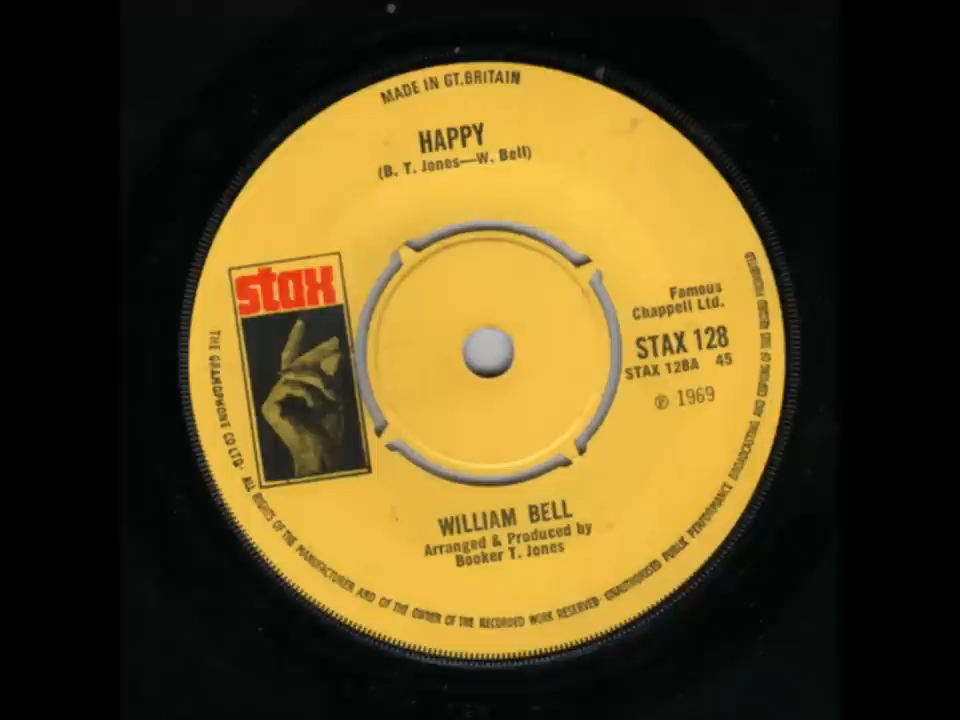 MADE IN GT. BRITAIN
HAPPY
(B. T. Jones—W. Bell)
stax
Famous
Chappell Ltd.
STAX 128
STAX 128A 45
℗ 1969
WILLIAM BELL
Arranged & Produced by
Booker T. Jones
THE GRAMOPHONE CO LTD· ALL RIGHTS OF THE MANUFACTURER AND OF THE OWNER OF THE RECORDED WORK RESERVED· UNAUTHORISED PUBLIC PERFORMANCE BROADCASTING AND COPYING OF THIS RECORD PROHIBITED